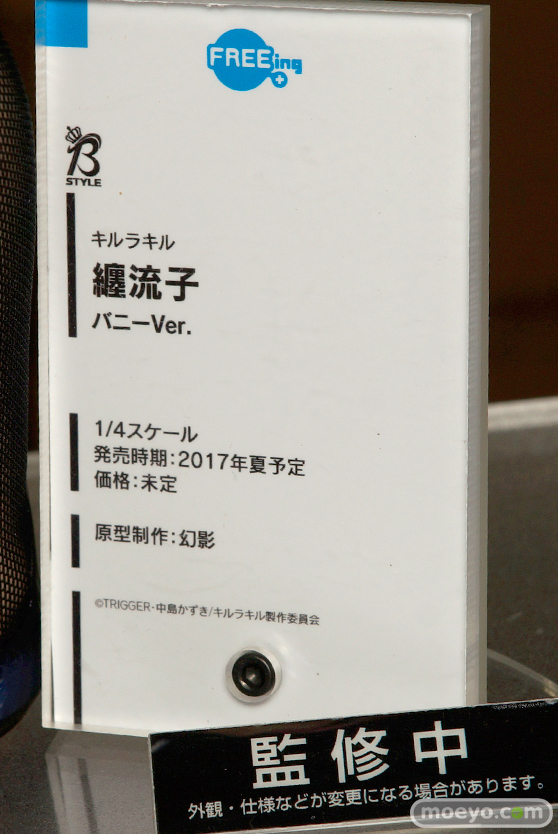 FREEing
B
STYLE
キルラキル
纏流子
バニーVer.
1/4スケール
発売時期:2017年夏予定
価格:未定
原型制作:幻影
©TRIGGER・中島かずき/キルラキル製作委員会
監修中
外観・仕様などが変更になる場合があります。
moeyo.com